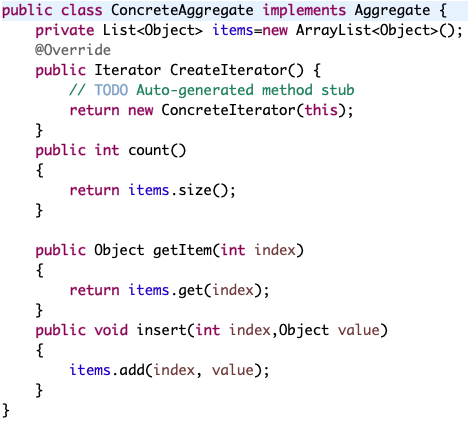 public class ConcreteAggregate implements Aggregate {
    private List<Object> items=new ArrayList<Object>();
    @Override
    public Iterator CreateIterator() {
        // TODO Auto-generated method stub
        return new ConcreteIterator(this);
    }
    public int count()
    {
        return items.size();
    }

    public Object getItem(int index)
    {
        return items.get(index);
    }
    public void insert(int index,Object value)
    {
        items.add(index, value);
    }
}